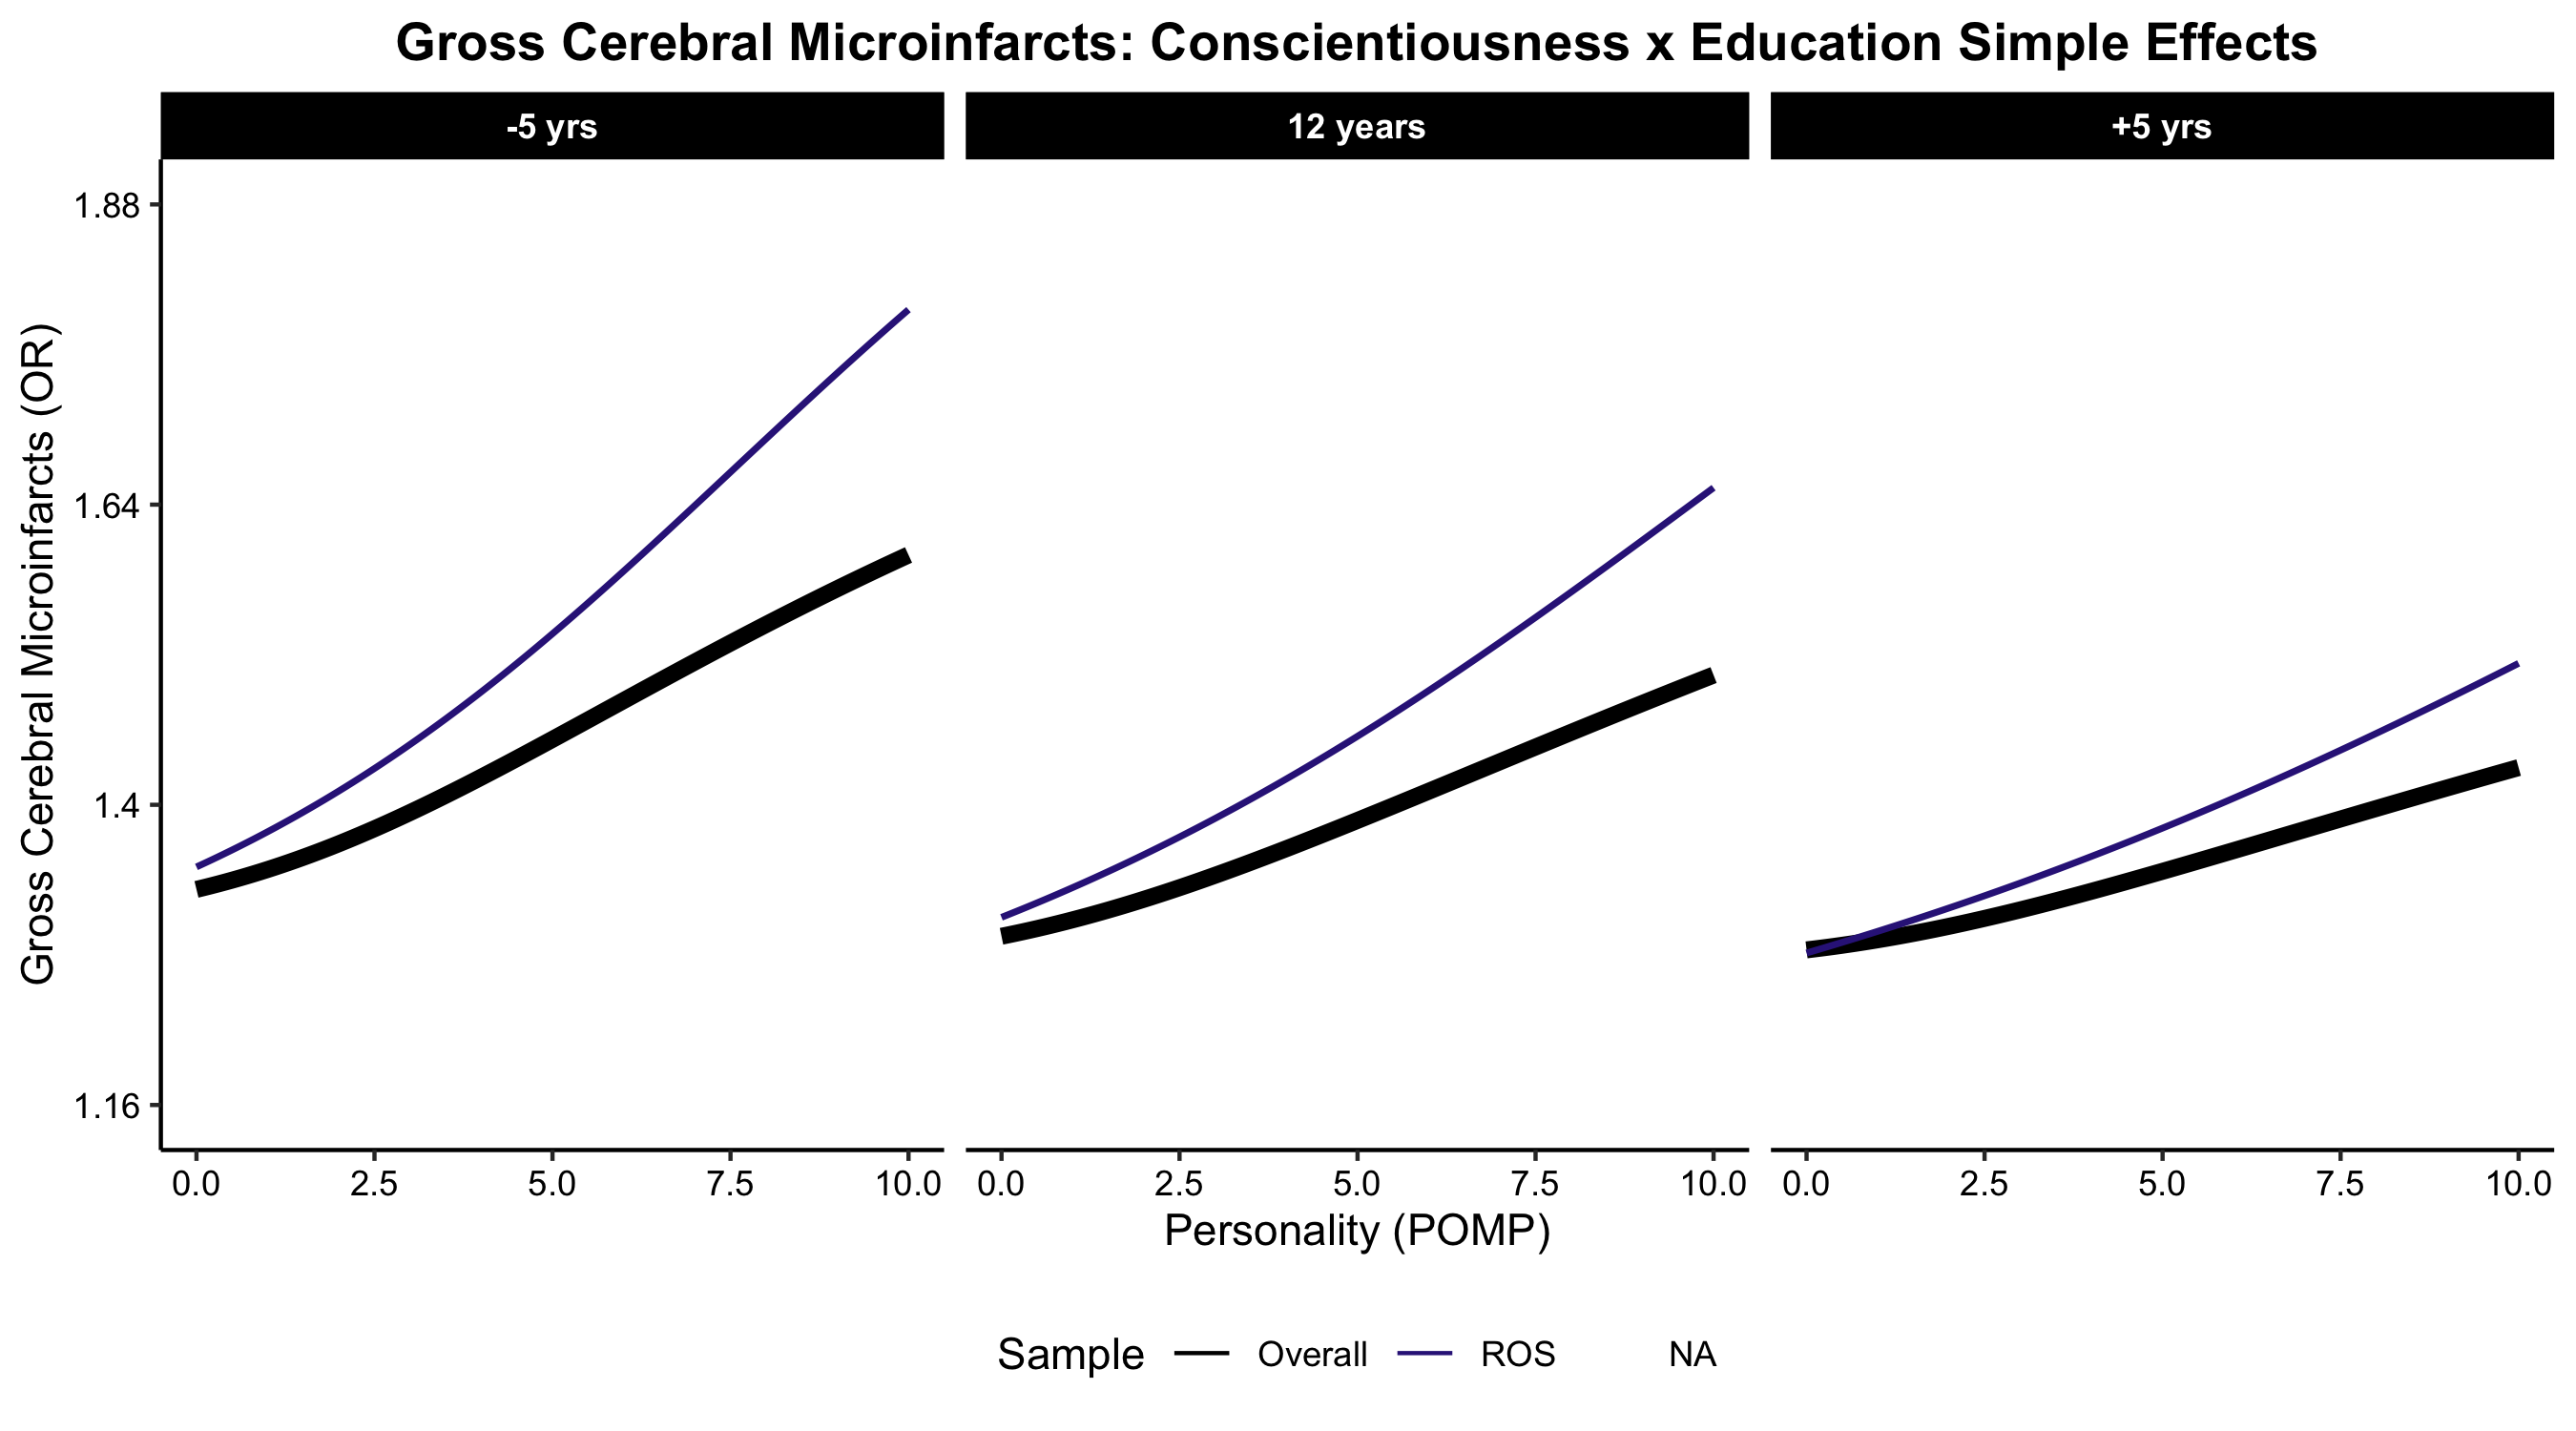 Gross Cerebral Microinfarcts: Conscientiousness x Education Simple Effects
-5 yrs
12 years
+5 yrs
Gross Cerebral Microinfarcts (OR)
1.88
1.64
1.4
1.16
0.0 2.5 5.0 7.5 10.0
0.0 2.5 5.0 7.5 10.0
0.0 2.5 5.0 7.5 10.0
Personality (POMP)
Sample Overall ROS NA